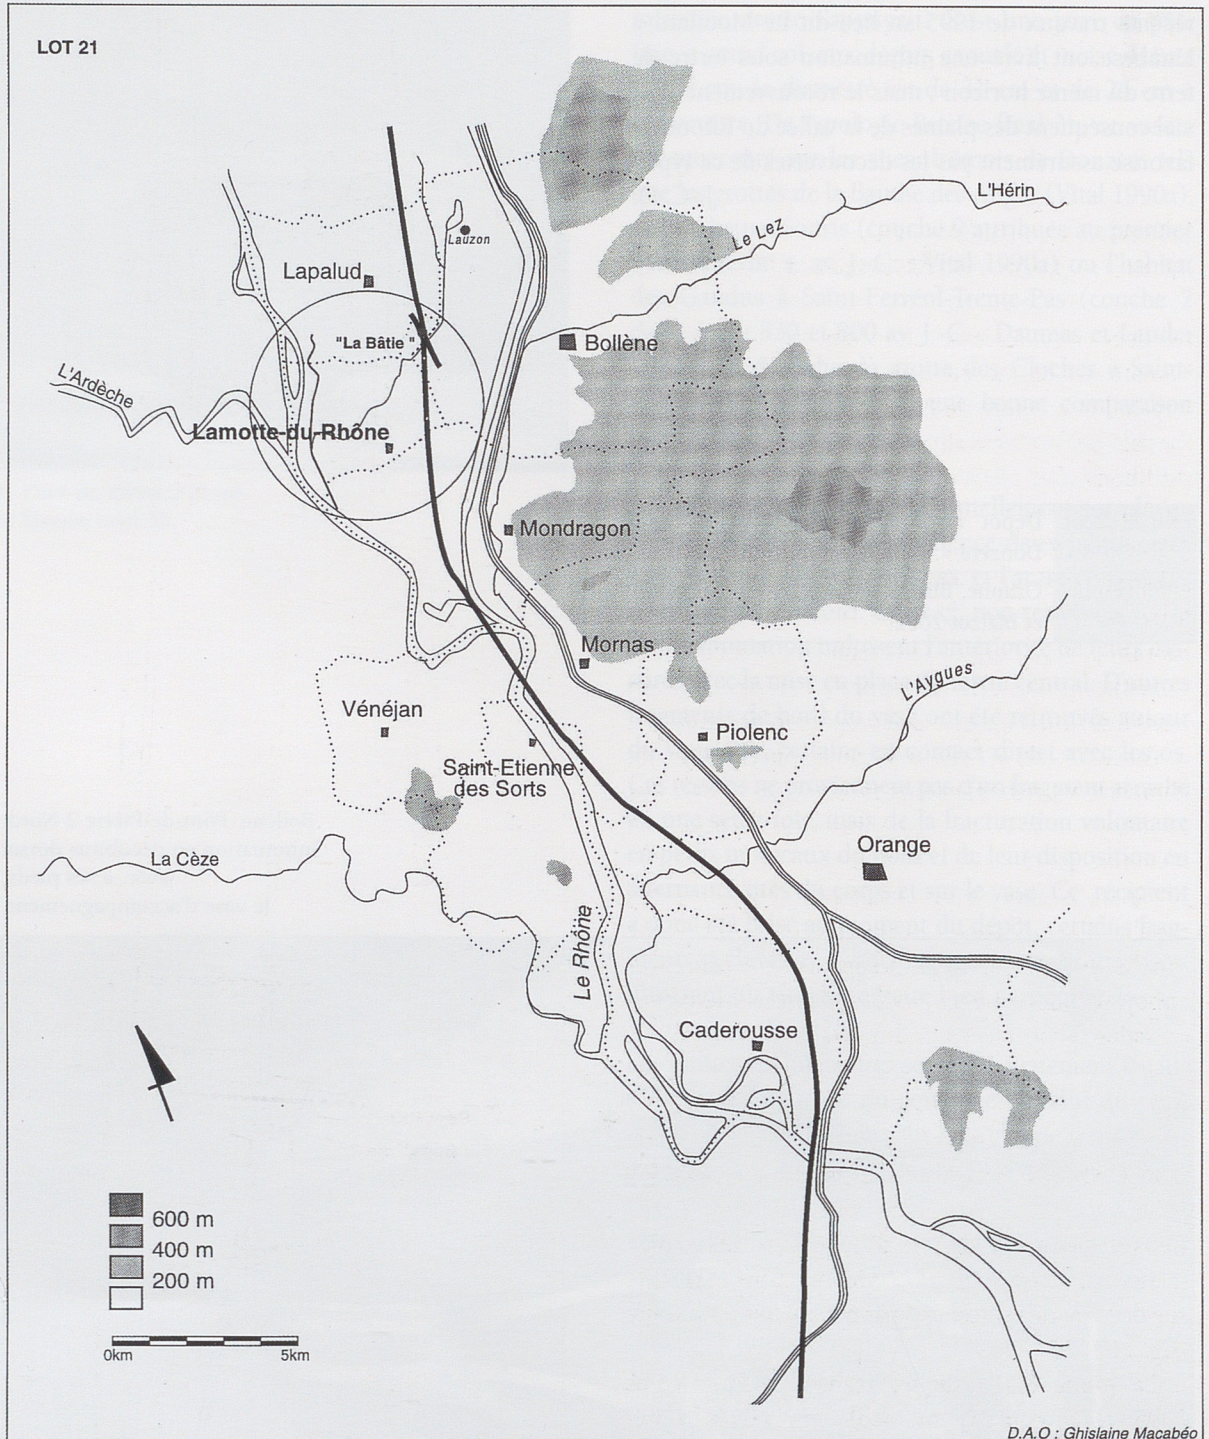 LOT 21
L'Hérin
Le Lez
Lauzon
Lapalud
"La Bâtie "
Bollène
L'Ardèche
Lamotte-du-Rhône
Mondragon
Mornas
L'Aygues
Vénéjan
Piolenc
Saint-Etienne
des Sorts
Orange
La Cèze
Le Rhône
Caderousse
600 m
400 m
200 m
0km
5km
D.A.O : Ghislaine Macabéo